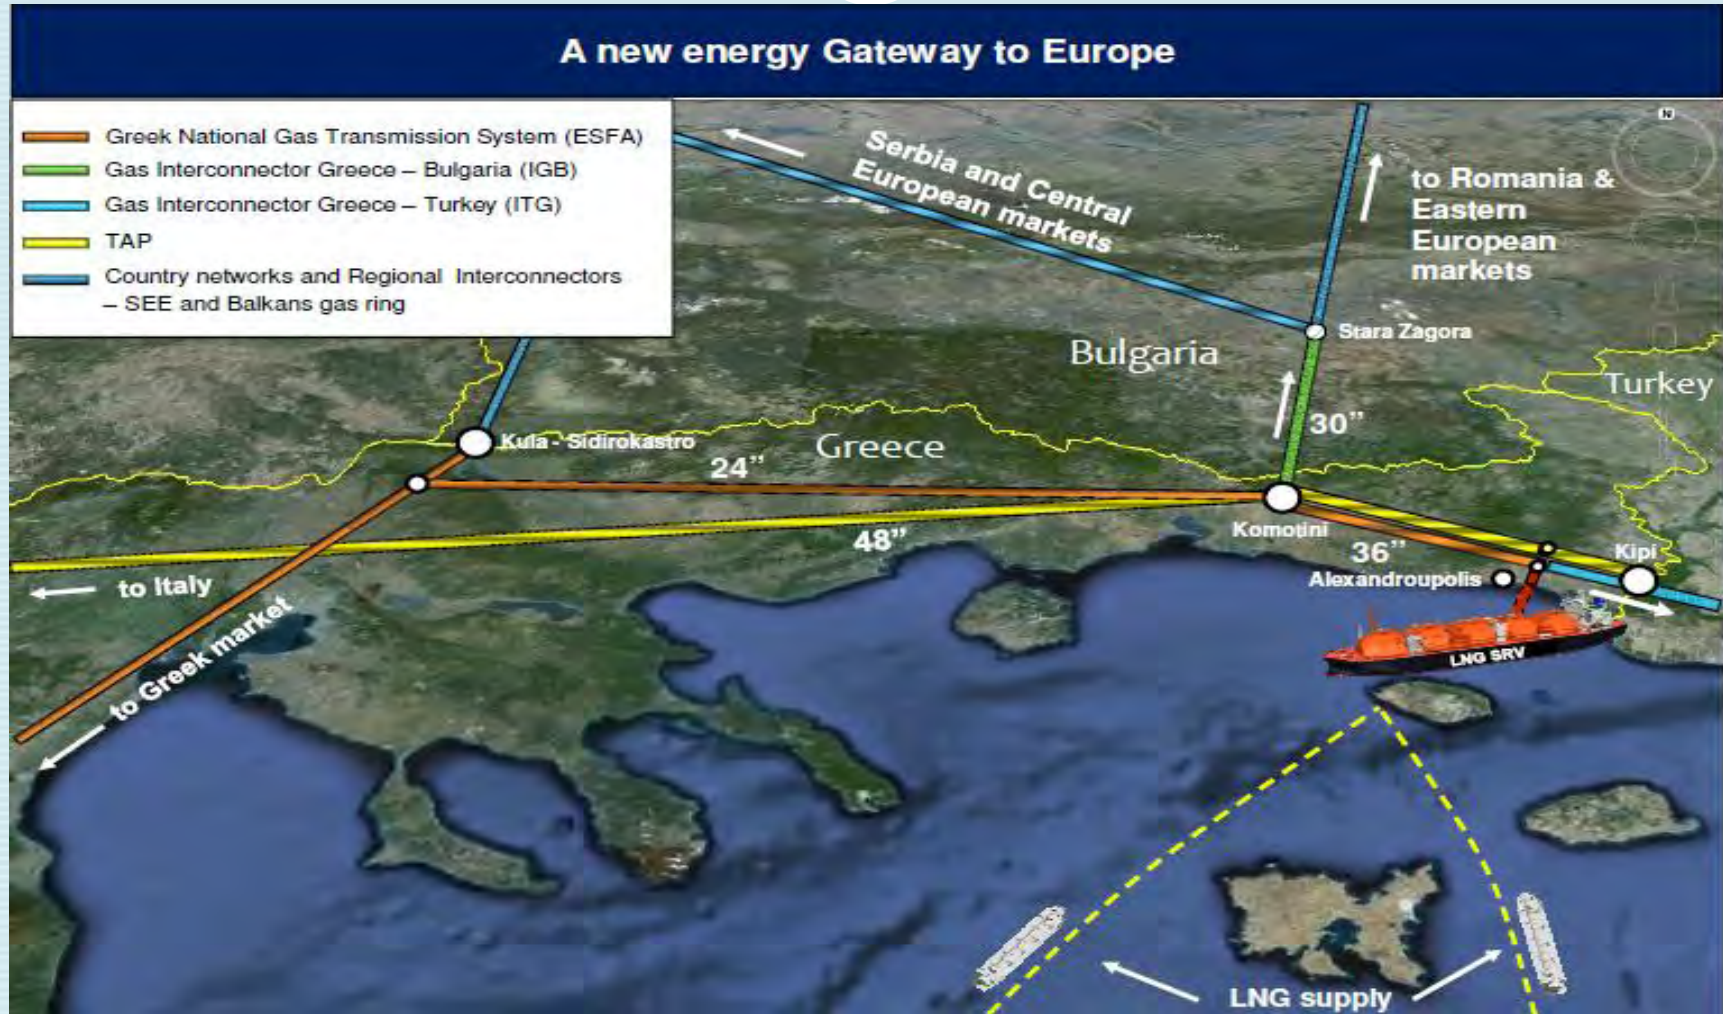 A new energy Gateway to Europe
Greek National Gas Transmission System (ESFA)
Gas Interconnector Greece – Bulgaria (IGB)
Gas Interconnector Greece – Turkey (ITG)
TAP
Country networks and Regional Interconnectors
– SEE and Balkans gas ring
N
Serbia and Central
European markets
to Romania &
Eastern
European
markets
Stara Zagora
Bulgaria
Turkey
30”
Kula - Sidirokastro
Greece
24”
Komotini
48”
36”
Kipi
Alexandroupolis
to Italy
to Greek market
LNG SRV
LNG supply